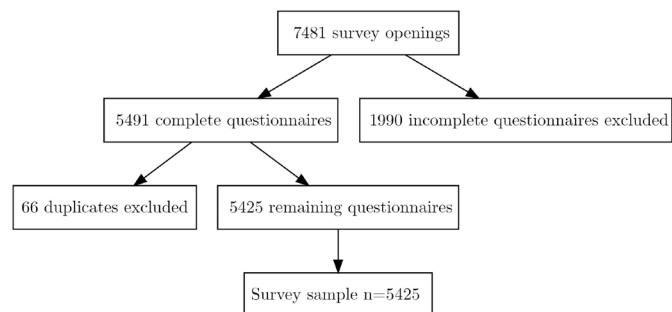 7481 survey openings
5491 complete questionnaires
1990 incomplete questionnaires excluded
66 duplicates excluded
5425 remaining questionnaires
Survey sample n=5425